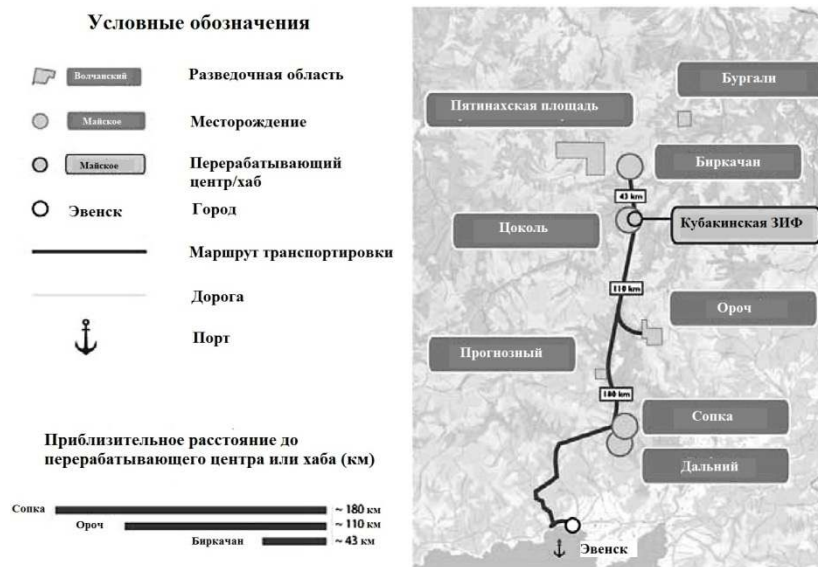 Условные обозначения
Волчанский
Разведочная область
Майское
Месторождение
Майское
Перерабатывающий
центр/хаб
Эвенск
Город
Маршрут транспортировки
Дорога
Порт
Приблизительное расстояние до
перерабатывающего центра или хаба (км)
Сопка
~ 180 км
Ороч
~ 110 км
Биркачан
~ 43 км
Бургали
Пятинахская площадь
Биркачан
43 km
Цоколь
Кубакинская ЗИФ
110 km
Ороч
Прогнозный
180 km
Сопка
Дальний
Эвенск